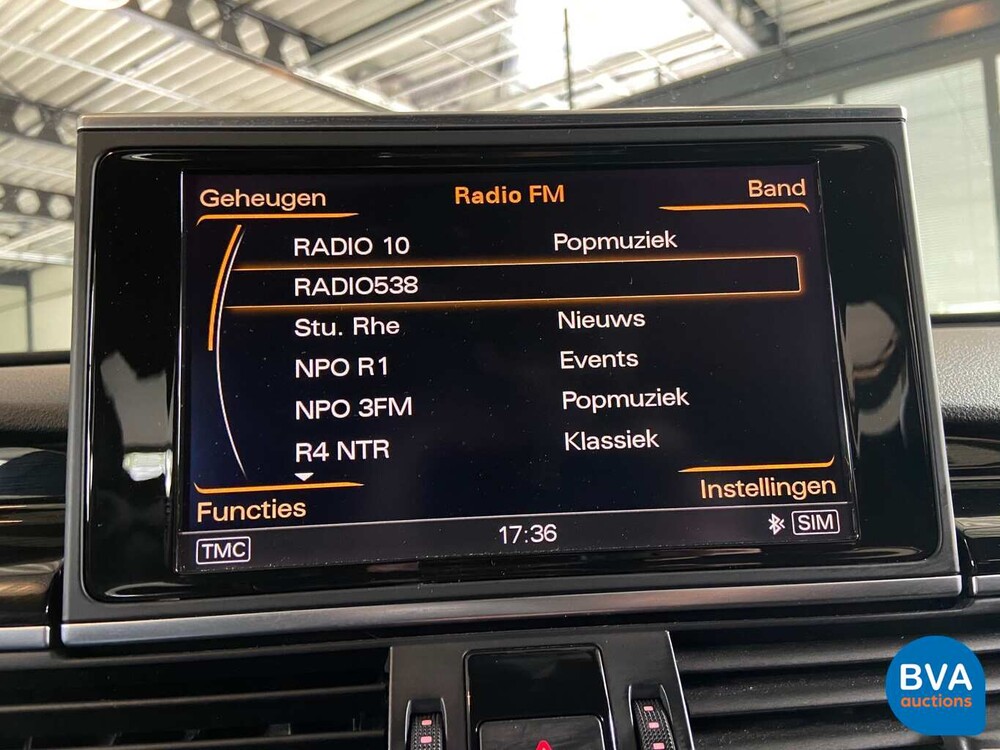 Geheugen Radio FM Band
RADIO 10 Popmuziek
RADIO538
Stu. Rhe Nieuws
NPO R1 Events
NPO 3FM Popmuziek
R4 NTR Klassiek
Functies Instellingen
TMC 17:36 SIM
BVA
auctions